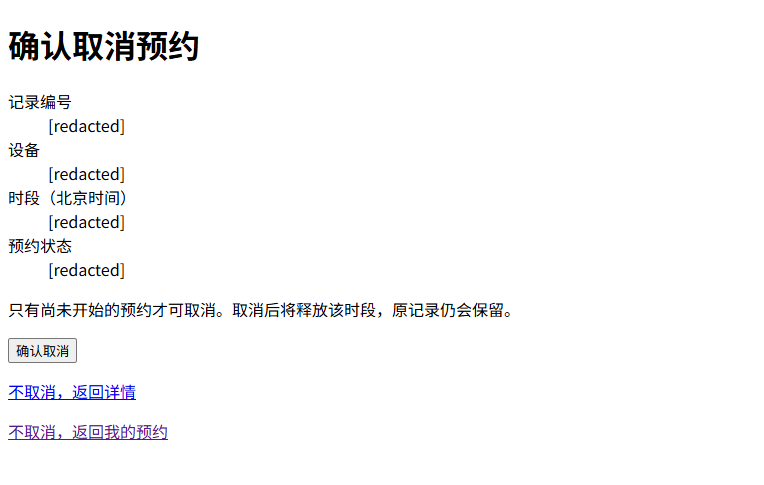 确认取消预约
记录编号
[redacted]
设备
[redacted]
时段（北京时间）
[redacted]
预约状态
[redacted]
只有尚未开始的预约才可取消。取消后将释放该时段，原记录仍会保留。
确认取消
不取消，返回详情
不取消，返回我的预约